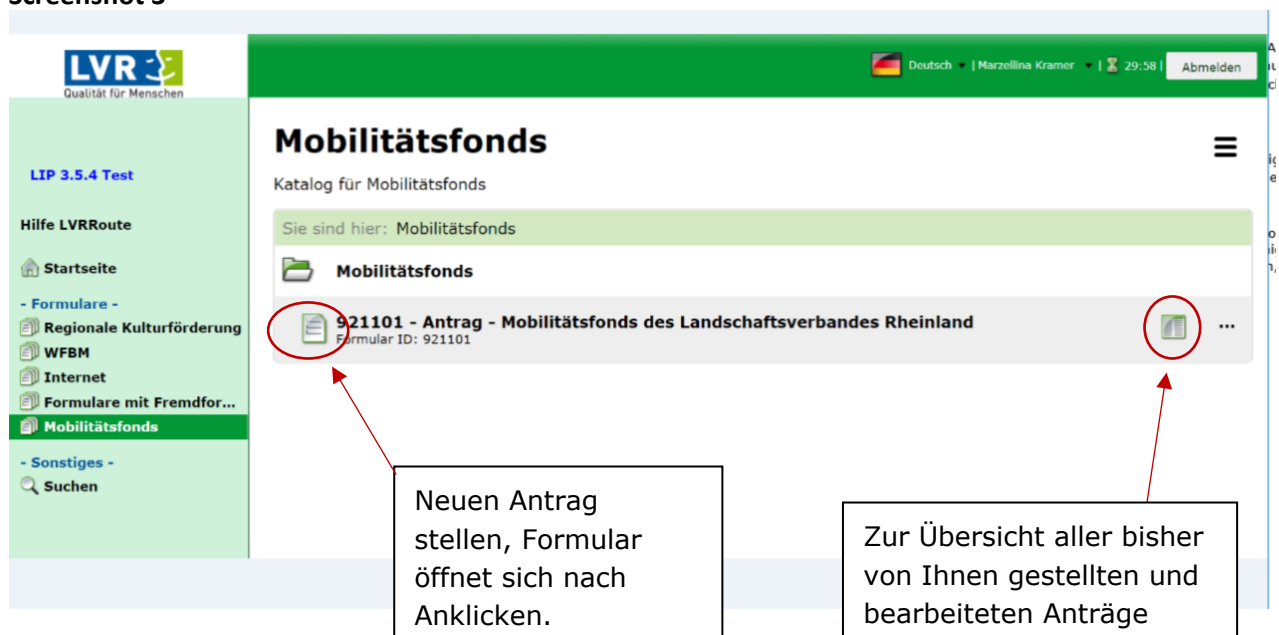 LVR
Qualität für Menschen
Deutsch | Marzellina Kramer | 29:58 | Abmelden
LIP 3.5.4 Test
Hilfe LVRRoute
Startseite
- Formulare -
Regionale Kulturförderung
WFBM
Internet
Formulare mit Fremdfor...
Mobilitätsfonds
- Sonstiges -
Suchen
Mobilitätsfonds
Katalog für Mobilitätsfonds
Sie sind hier: Mobilitätsfonds
Mobilitätsfonds
921101 - Antrag - Mobilitätsfonds des Landschaftsverbandes Rheinland
Formular ID: 921101
...
Neuen Antrag
stellen, Formular
öffnet sich nach
Anklicken.
Zur Übersicht aller bisher
von Ihnen gestellten und
bearbeiteten Anträge